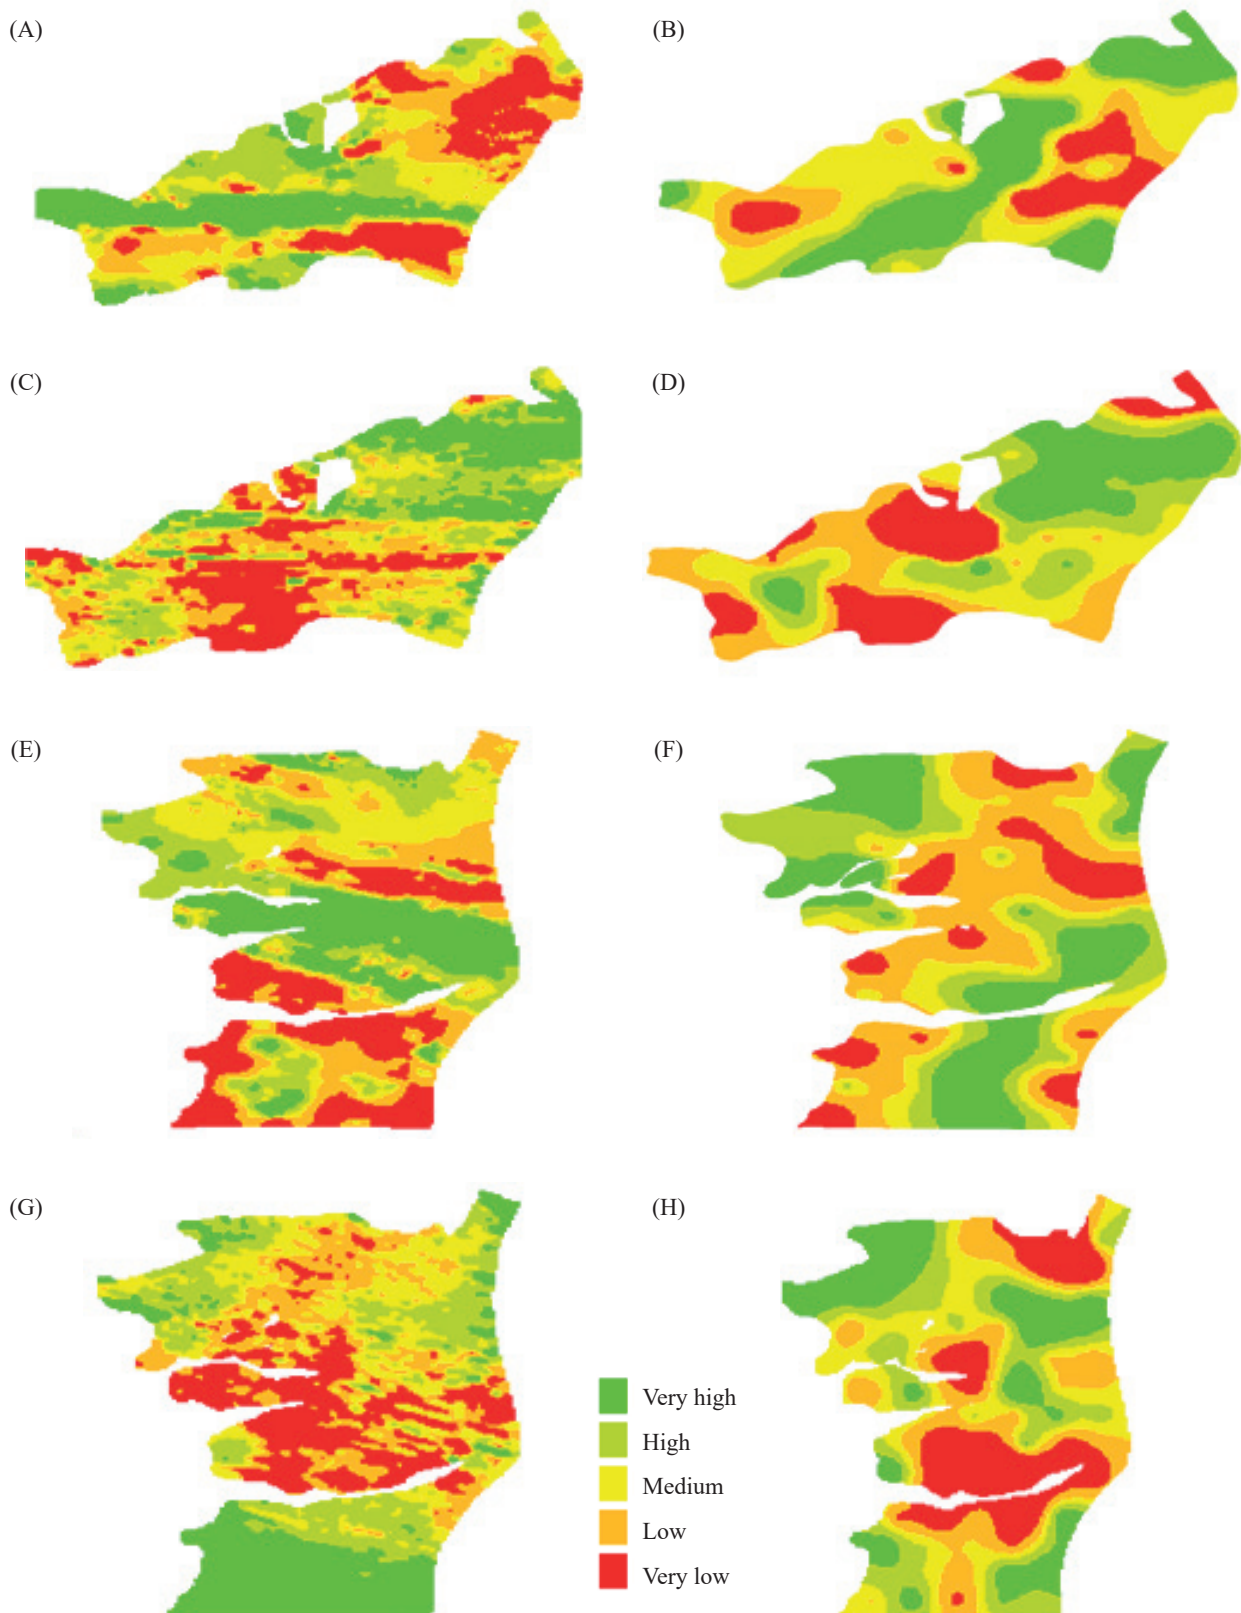 (A)
(B)
(C)
(D)
(E)
(F)
(G)
(H)
Very high
High
Medium
Low
Very low